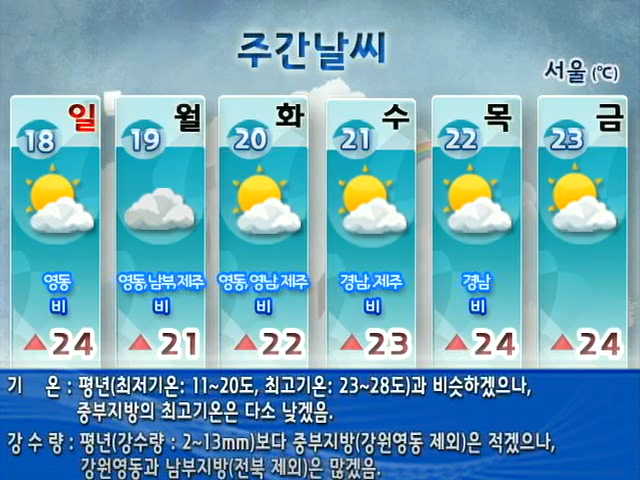 주간날씨
서울 (℃)
일 월 화 수 목 금
18 19 20 21 22 23
영동 영동,남부,제주 영동, 영남, 제주 경남, 제주 경남
비 비 비 비 비
▲24 ▲21 ▲22 ▲23 ▲24 ▲24
기 온 : 평년(최저기온: 11~20도, 최고기온: 23~28도)과 비슷하겠으나,
중부지방의 최고기온은 다소 낮겠음.
강 수 량 : 평년(강수량 : 2~13mm)보다 중부지방(강원영동 제외)은 적겠으나,
강원영동과 남부지방(전북 제외)은 많겠음.